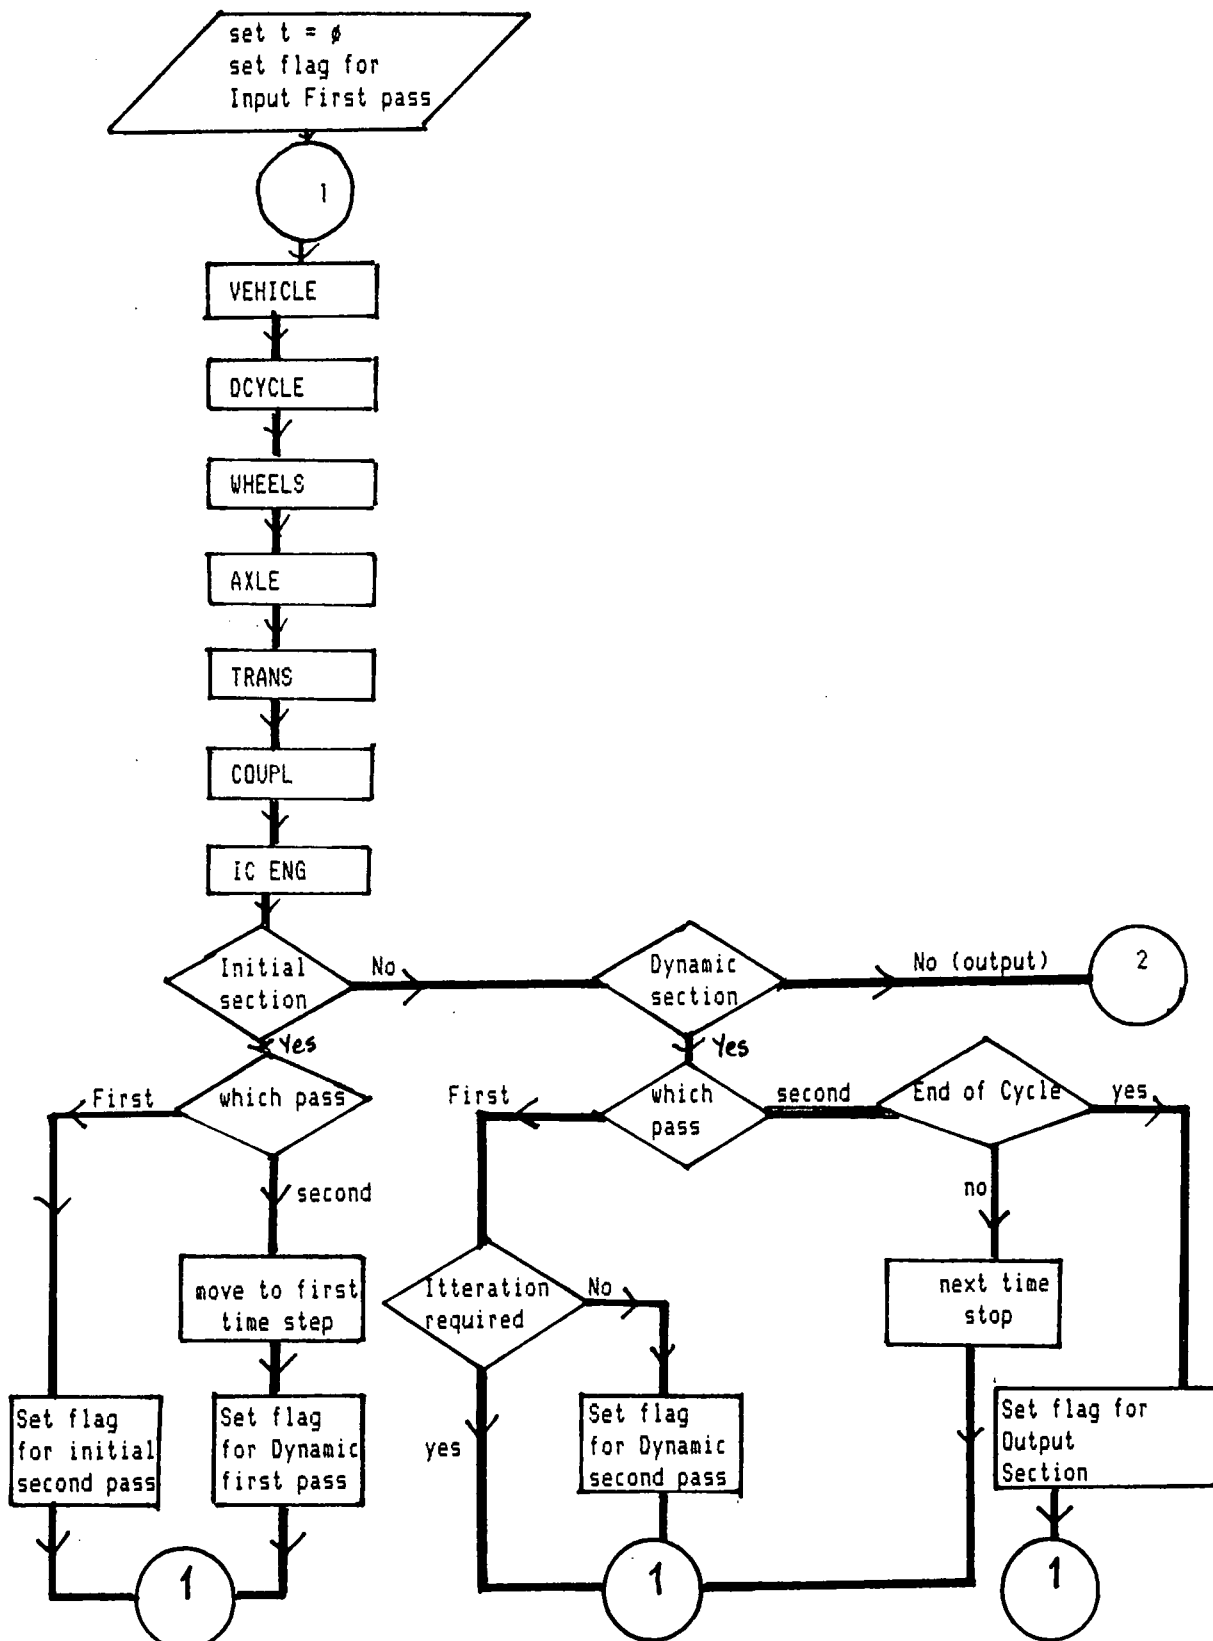 set t = ø
set flag for
Input First pass
1
VEHICLE
DCYCLE
WHEELS
AXLE
TRANS
COUPL
IC ENG
Initial
section
No
Dynamic
section
No (output)
2
Yes
Yes
First
which pass
First
which
pass
second
End of Cycle
yes
second
no
move to first
time step
Itteration
required
No
next time
stop
Set flag
for initial
second pass
Set flag
for Dynamic
first pass
yes
Set flag
for Dynamic
second pass
Set flag for
Output
Section
1
1
1